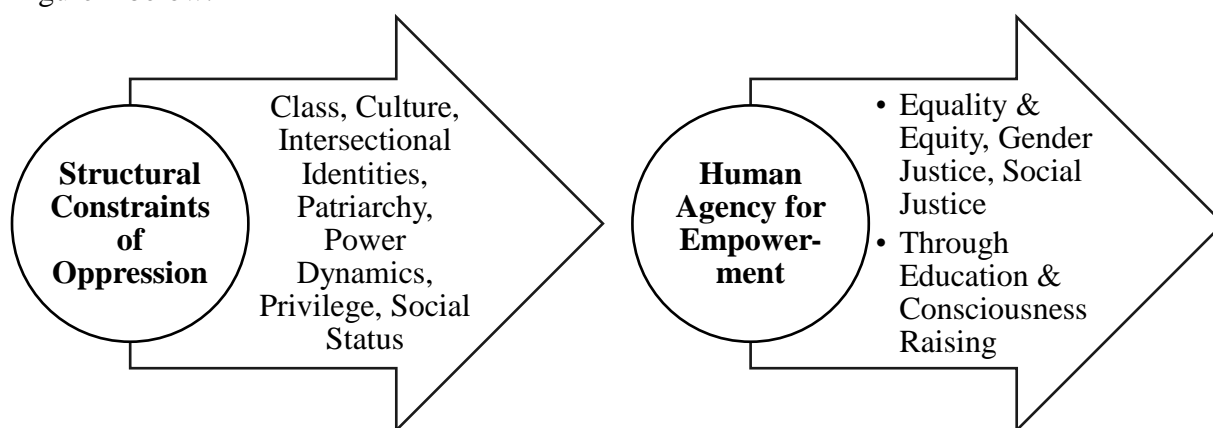 Structural
Constraints
of
Oppression
Class, Culture,
Intersectional
Identities,
Patriarchy,
Power
Dynamics,
Privilege, Social
Status
Human
Agency for
Empower-
ment
• Equality &
Equity, Gender
Justice, Social
Justice
• Through
Education &
Consciousness
Raising